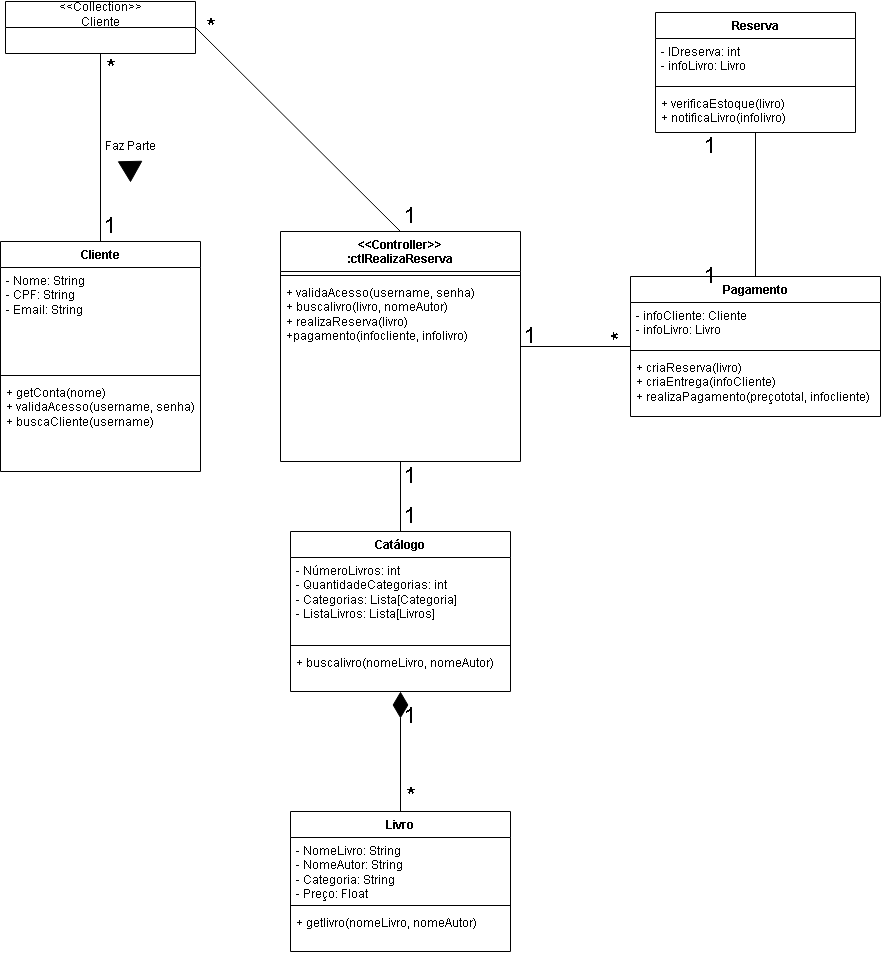 <<Collection>>
Cliente
*
*
Faz Parte
1
Cliente
- Nome: String
- CPF: String
- Email: String
+ getConta(nome)
+ validaAcesso(username, senha)
+ buscaCliente(username)
1
<<Controller>>
:ctlRealizaReserva
+ validaAcesso(username, senha)
+ buscalivro(livro, nomeAutor)
+ realizaReserva(livro)
+pagamento(infocliente, infolivro)
1
*
Reserva
- IDreserva: int
- infoLivro: Livro
+ verificaEstoque(livro)
+ notificaLivro(infolivro)
1
1
Pagamento
- infoCliente: Cliente
- infoLivro: Livro
+ criaReserva(livro)
+ criaEntrega(infoCliente)
+ realizaPagamento(preçototal, infocliente)
1
1
Catálogo
- NúmeroLivros: int
- QuantidadeCategorias: int
- Categorias: Lista[Categoria]
- ListaLivros: Lista[Livros]
+ buscalivro(nomeLivro, nomeAutor)
1
*
Livro
- NomeLivro: String
- NomeAutor: String
- Categoria: String
- Preço: Float
+ getlivro(nomeLivro, nomeAutor)